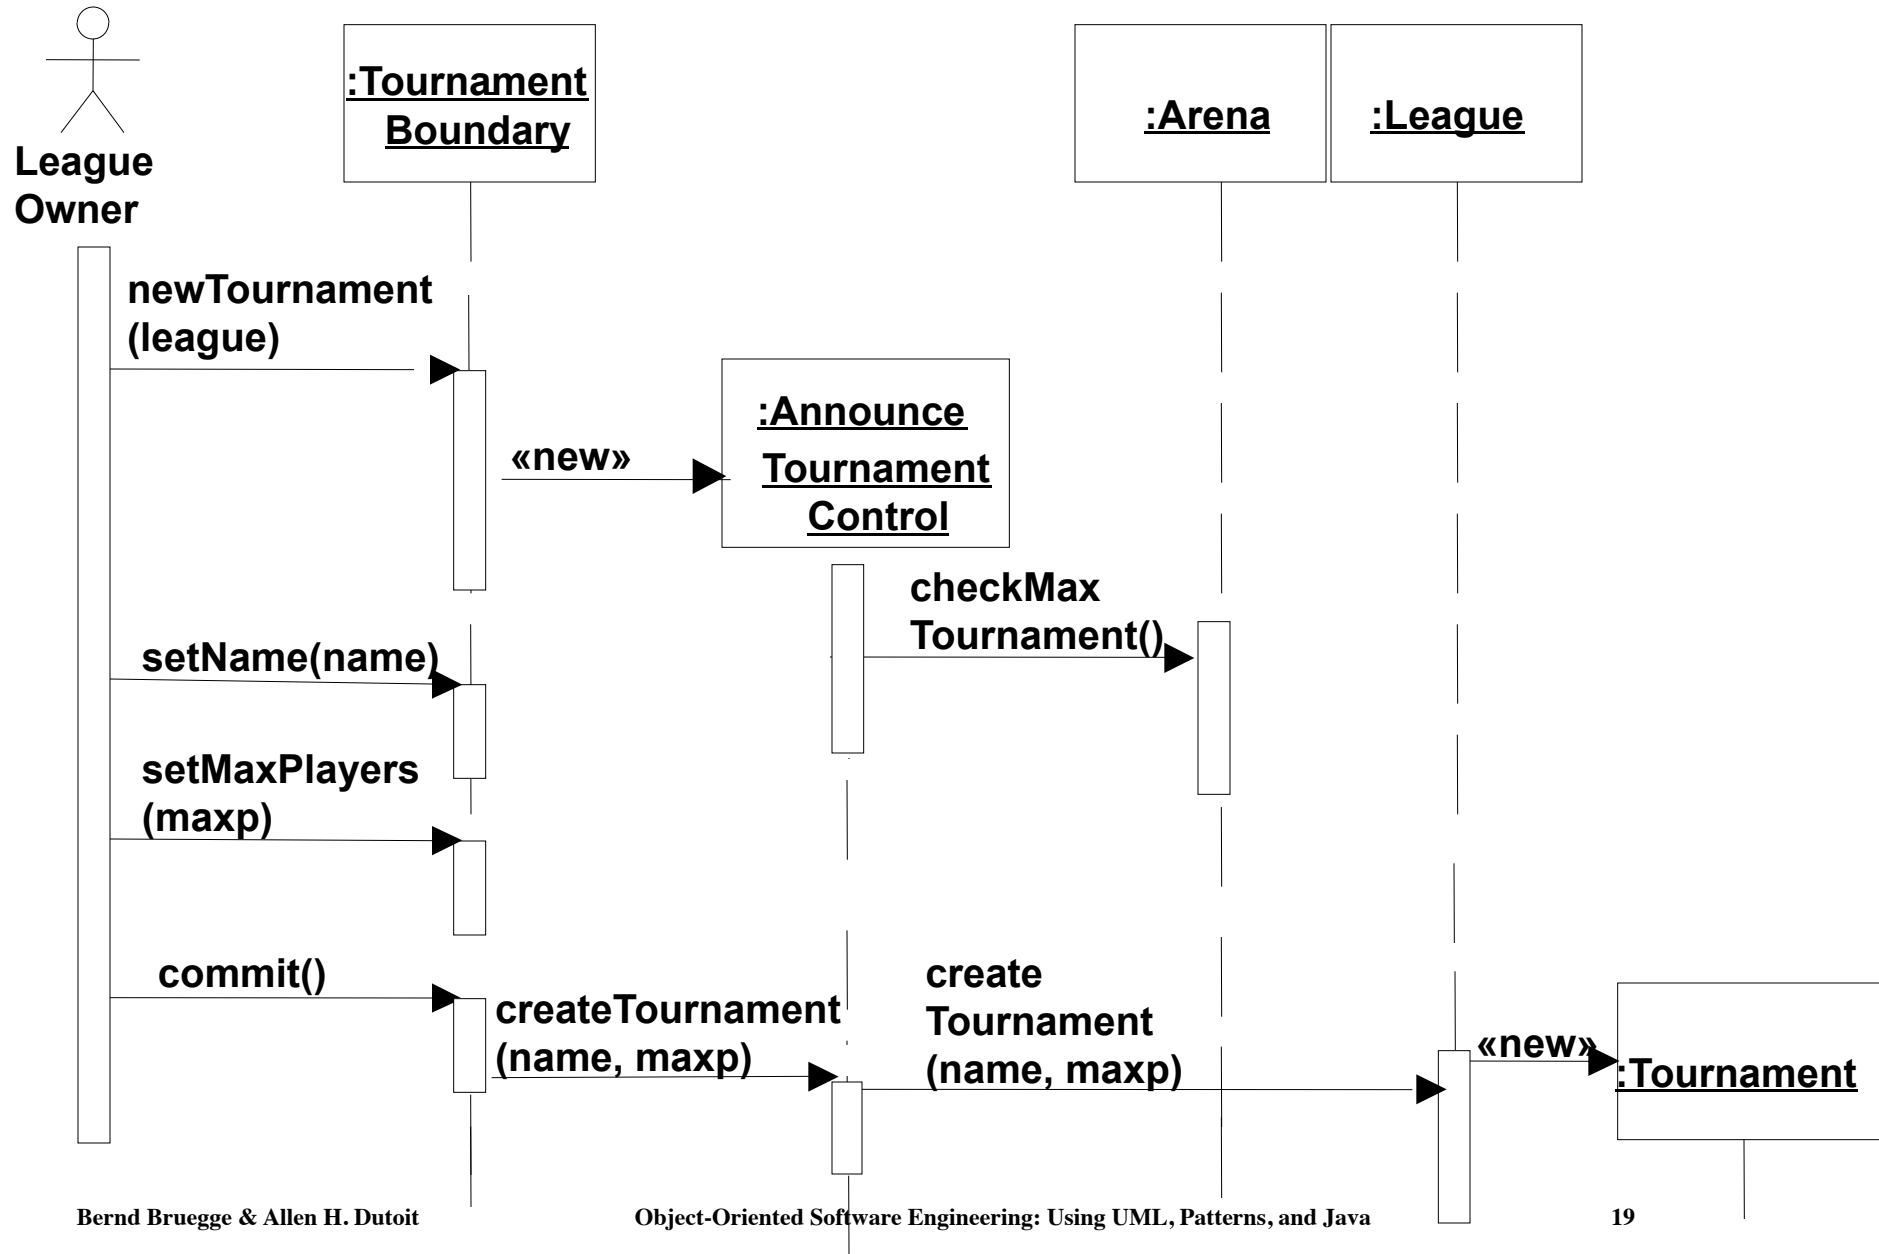 :Tournament
Boundary
:Arena
:League
League
Owner
newTournament
(league)
:Announce
Tournament
Control
«new»
checkMax
Tournament()
setName(name)
setMaxPlayers
(maxp)
commit()
createTournament
(name, maxp)
create
Tournament
(name, maxp)
«new»
:Tournament
Bernd Bruegge & Allen H. Dutoit
Object-Oriented Software Engineering: Using UML, Patterns, and Java
19